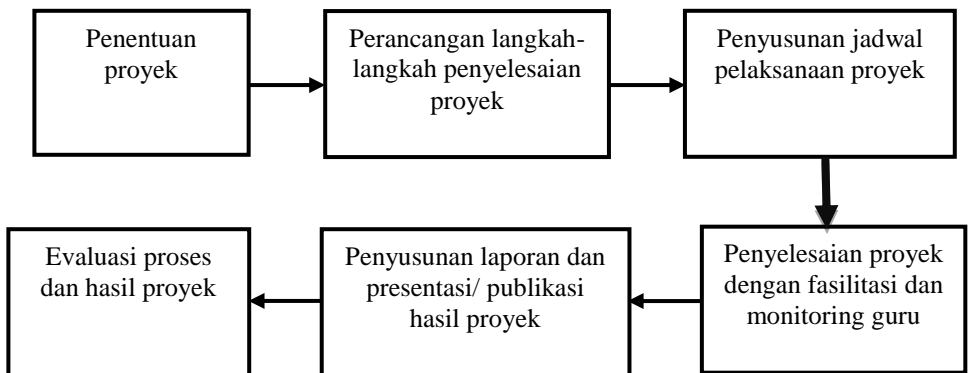 Penentuan
proyek
Perancangan langkah-
langkah penyelesaian
proyek
Penyusunan jadwal
pelaksanaan proyek
Penyelesaian proyek
dengan fasilitasi dan
monitoring guru
Penyusunan laporan dan
presentasi/ publikasi
hasil proyek
Evaluasi proses
dan hasil proyek